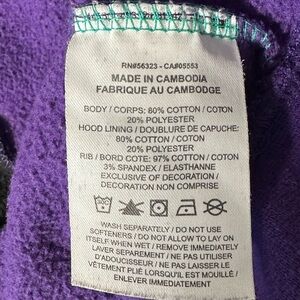 RN#56323 - CA#05553
MADE IN CAMBODIA
FABRIQUE AU CAMBODGE
BODY / CORPS: 80% COTTON / COTON
20% POLYESTER
HOOD LINING / DOUBLURE DE CAPUCHE:
80% COTTON / COTON
20% POLYESTER
RIB / BORD COTE: 97% COTTON / COTON
3% SPANDEX / ELASTHANNE
EXCLUSIVE OF DECORATION /
DECORATION NON COMPRISE
WASH SEPARATELY / DO NOT USE
SOFTENERS / DO NOT ALLOW TO LAY ON
ITSELF WHEN WET / REMOVE IMMEDIATELY
LAVER SEPAREMENT / NE PAS UTILISER
D'ADOUCISSEUR / NE LAISSER PAS LE
VÊTEMENT PLIÉ LORSQU'IL EST MOUILLÉ /
ENLEVER IMMEDIATEMENT